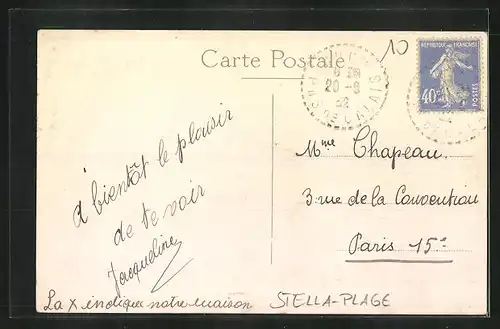 Carte Postale
10
REPUBLIQUE FRANÇAISE
POSTES
40c
20-8
32
PAS DE CALAIS
à bientôt le plaisir
de te voir
Jacqueline
Mme Chapeau.
3 rue de la Convention
Paris 15e
La X indique notre maison
STELLA-PLAGE